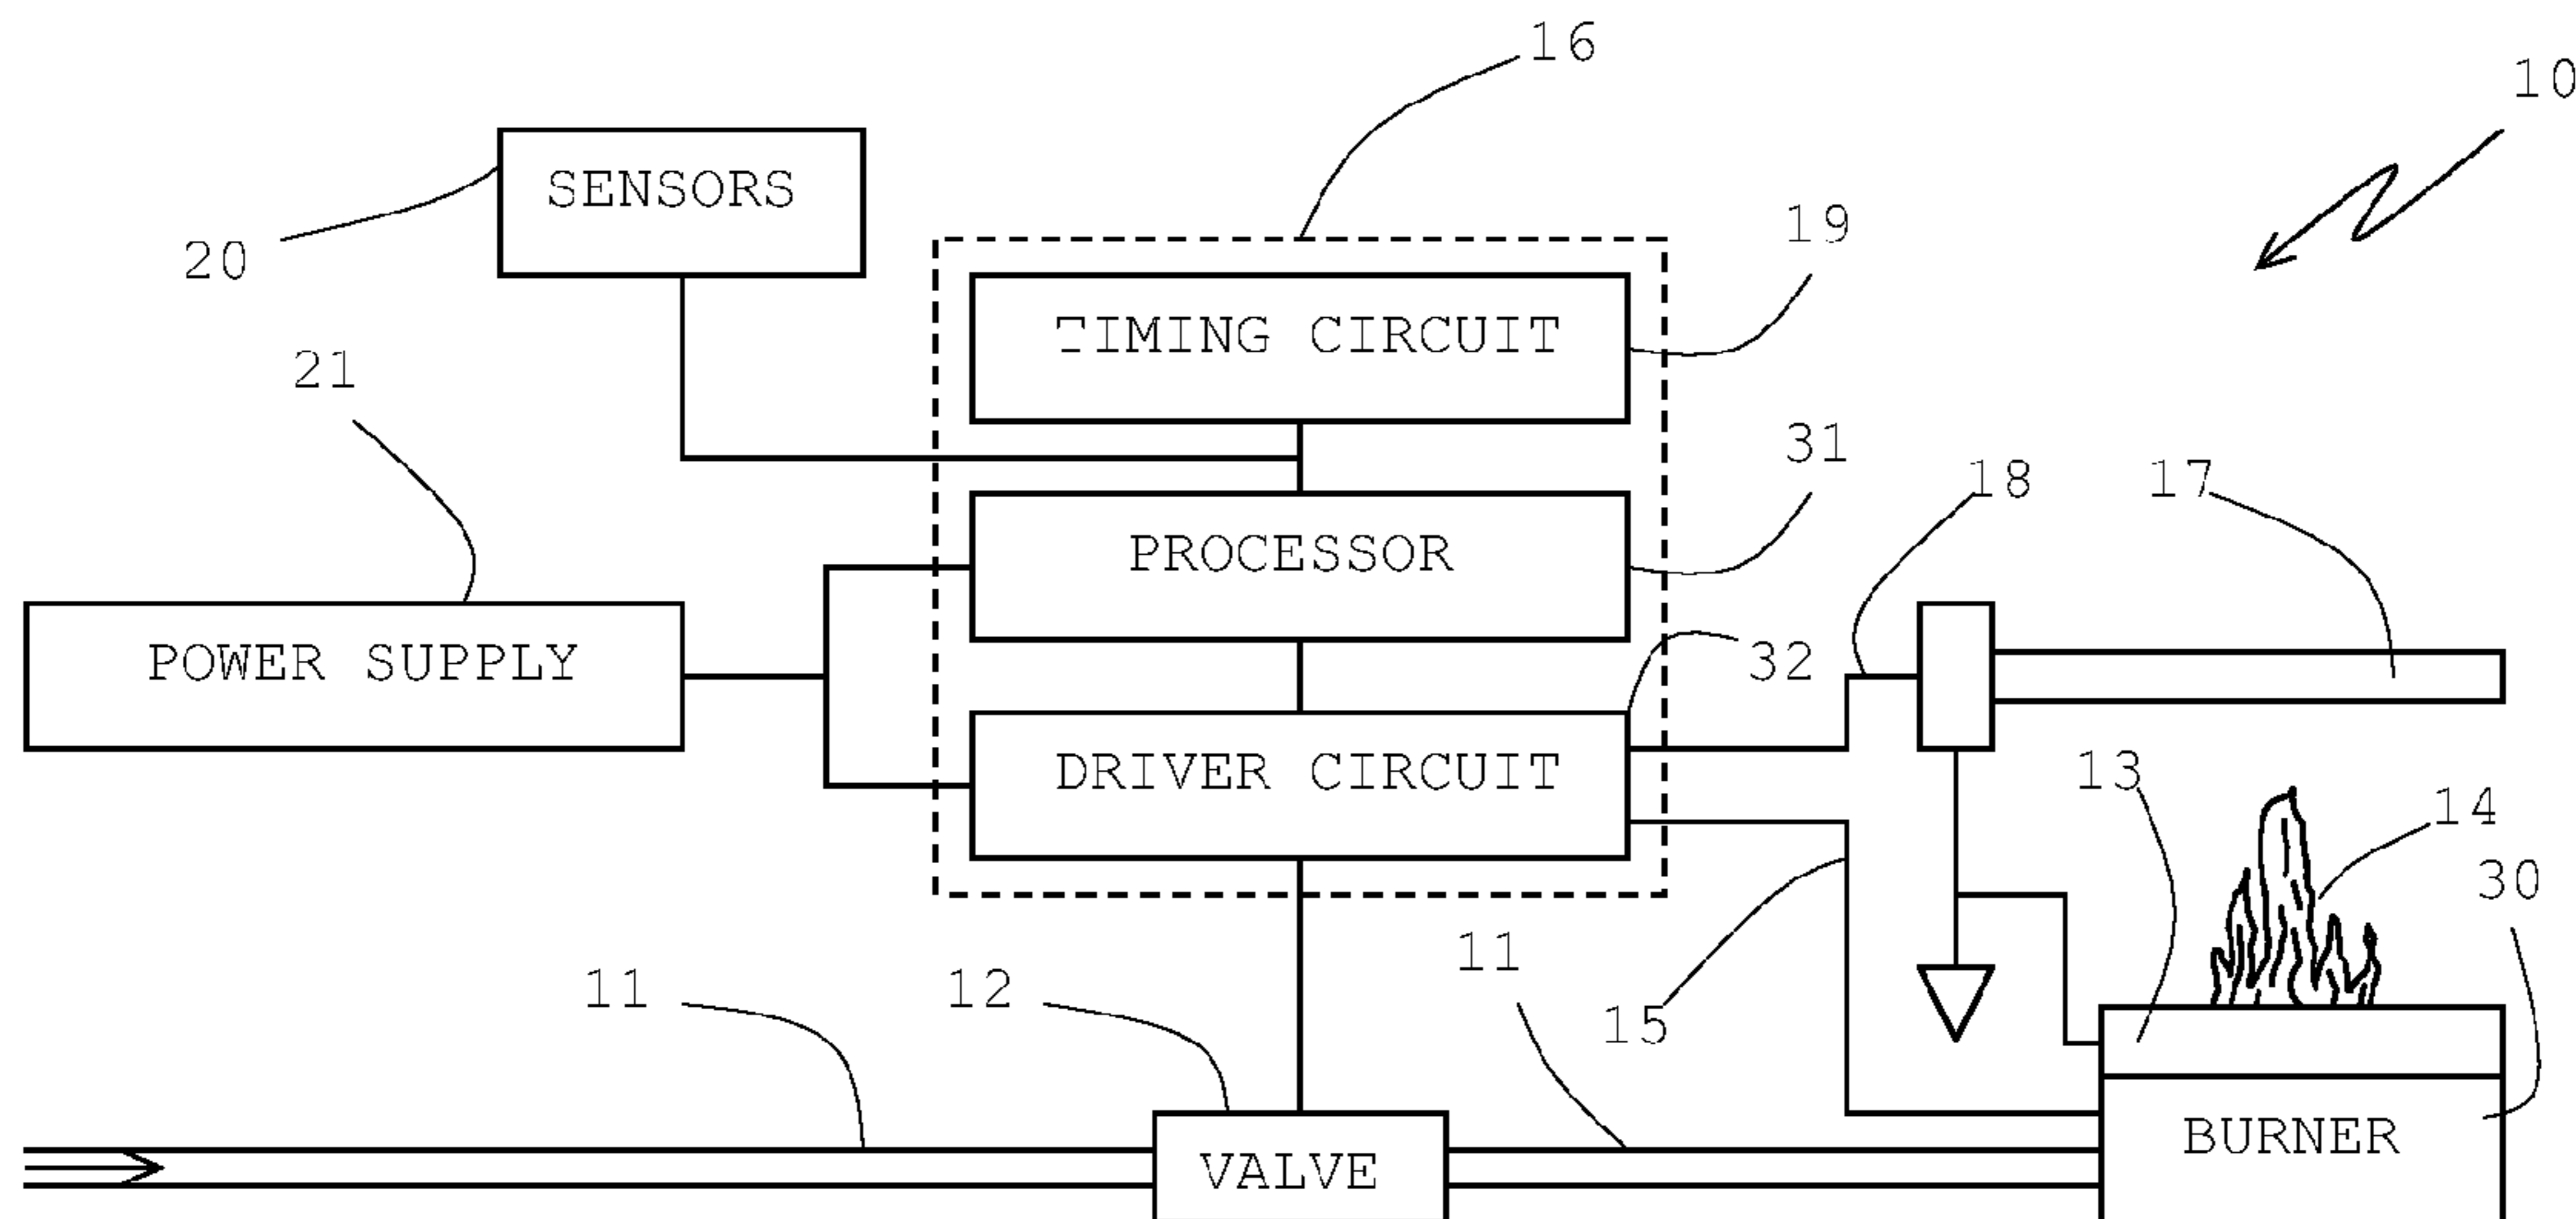 16
10
SENSORS
20
19
TIMING CIRCUIT
21
31
18
17
PROCESSOR
POWER SUPPLY
32
DRIVER CIRCUIT
13
14
30
11
12
11
15
BURNER
VALVE